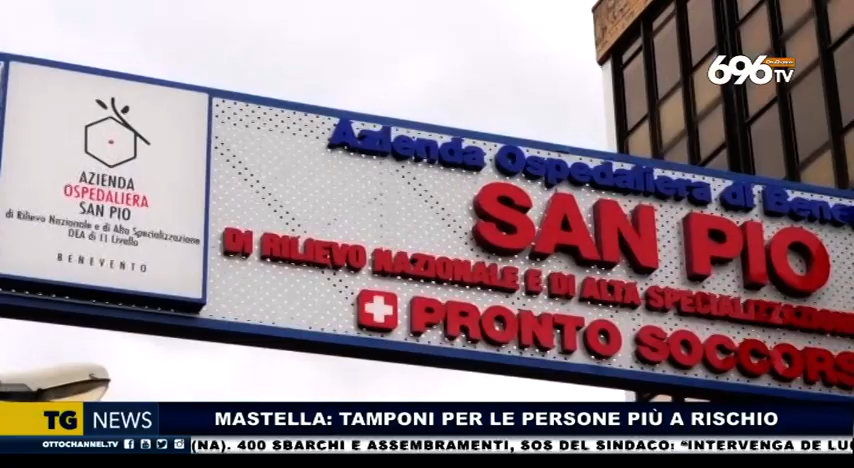 696
OttoChannel
TV
AZIENDA
OSPEDALIERA
SAN PIO
di Rilievo Nazionale e di Alta Specializzazione
DEA di II Livello
BENEVENTO
Azienda Ospedaliera di Bene
SAN PIO
DI RILIEVO NAZIONALE E DI ALTA SPECIALIZZAZIONE
PRONTO SOCCORS
TG NEWS
MASTELLA: TAMPONI PER LE PERSONE PIÙ A RISCHIO
OTTOCHANNEL.TV
(NA). 400 SBARCHI E ASSEMBRAMENTI, SOS DEL SINDACO: "INTERVENGA DE LU